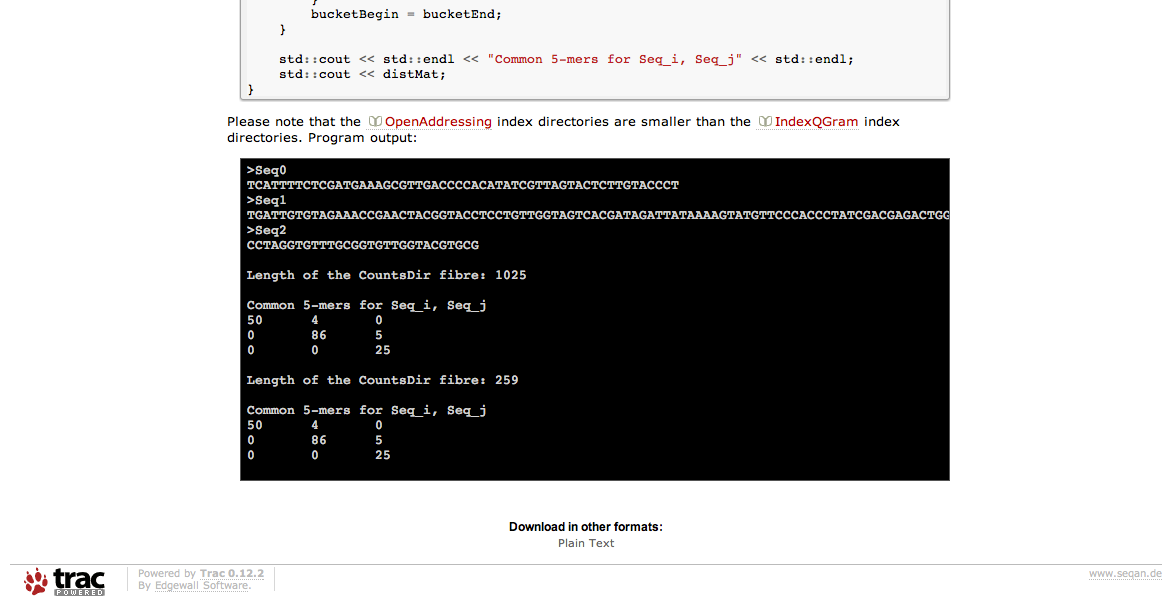 }
bucketBegin = bucketEnd;
}
std::cout << std::endl << "Common 5-mers for Seq_i, Seq_j" << std::endl;
std::cout << distMat;
}
Please note that the OpenAddressing index directories are smaller than the IndexQGram index
directories. Program output:
>Seq0
TCATTTTCTCGATGAAAGCGTTGACCCCACATATCGTTAGTACTCTTGTACCCT
>Seq1
TGATTGTGTAGAAACCGAACTACGGTACCTCCTGTTGGTAGTCACGATAGATTATAAAAGTATGTTCCCACCCTATCGACGAGACTGG
>Seq2
CCTAGGTGTTTGCGGTGTTGGTACGTGCG
Length of the CountsDir fibre: 1025
Common 5-mers for Seq_i, Seq_j
50 4 0
0 86 5
0 0 25
Length of the CountsDir fibre: 259
Common 5-mers for Seq_i, Seq_j
50 4 0
0 86 5
0 0 25
Download in other formats:
Plain Text
trac
POWERED
Powered by Trac 0.12.2
By Edgewall Software.
www.seqan.de